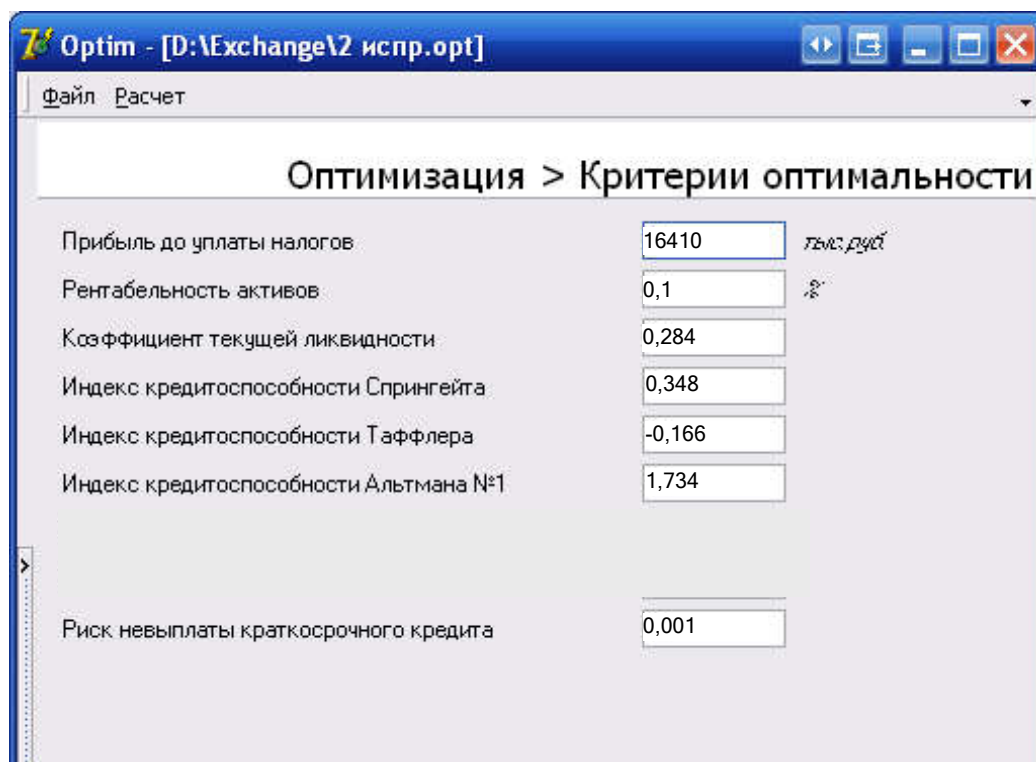 Optim - [D:\Exchange\2 испр.opt]
Файл Расчет
Оптимизация > Критерии оптимальности
Прибыль до уплаты налогов 16410 тыс.руб
Рентабельность активов 0,1 %
Коэффициент текущей ликвидности 0,284
Индекс кредитоспособности Спрингейта 0,348
Индекс кредитоспособности Таффлера -0,166
Индекс кредитоспособности Альтмана №1 1,734
Риск невыплаты краткосрочного кредита 0,001